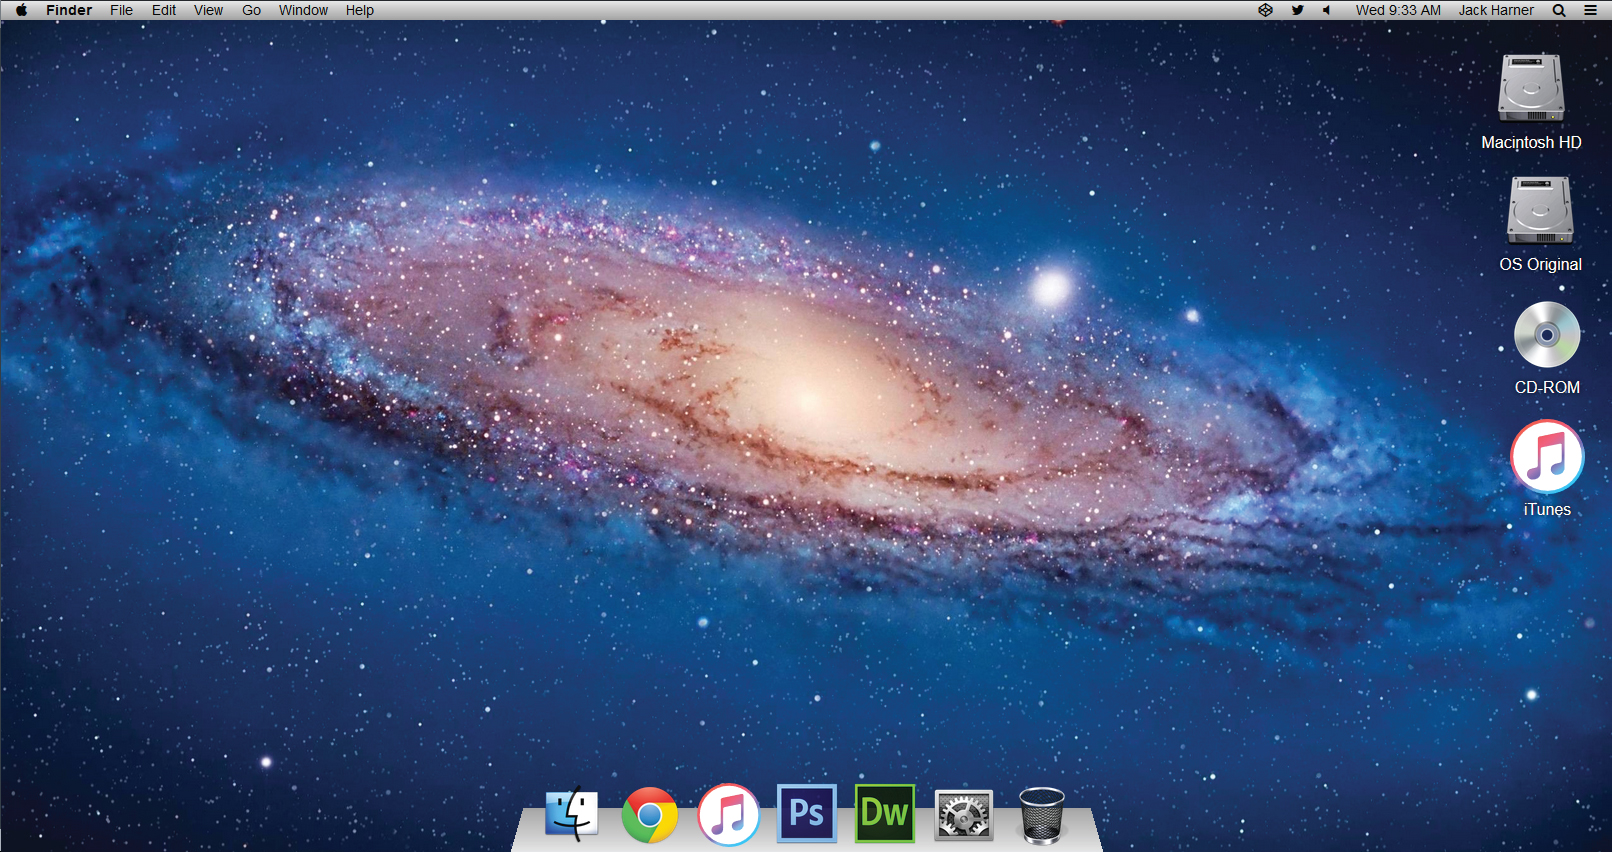 Finder File Edit View Go Window Help Wed 9:33 AM Jack Harner
Macintosh HD
OS Original
CD-ROM
iTunes
Ps Dw